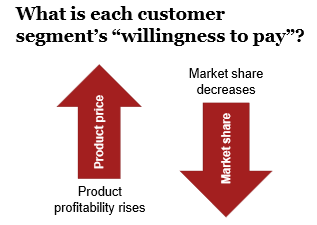 What is each customer
segment’s “willingness to pay”?
Product price
Product
profitability rises
Market share
decreases
Market share